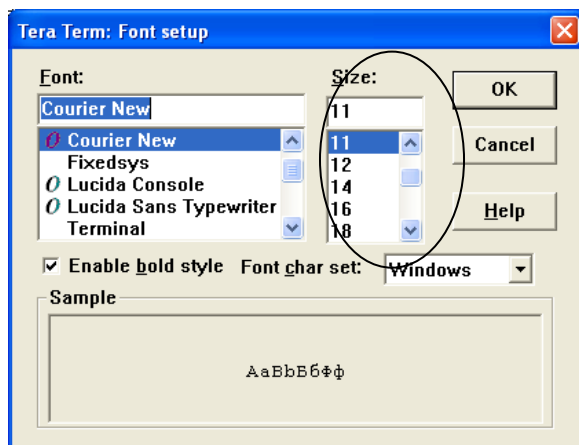 Tera Term: Font setup
Font:
Courier New
Courier New
Fixedsys
Lucida Console
Lucida Sans Typewriter
Terminal
Size:
11
11
12
14
16
18
OK
Cancel
Help
Enable bold style
Font char set:
Windows
Sample
АаBbБбФф